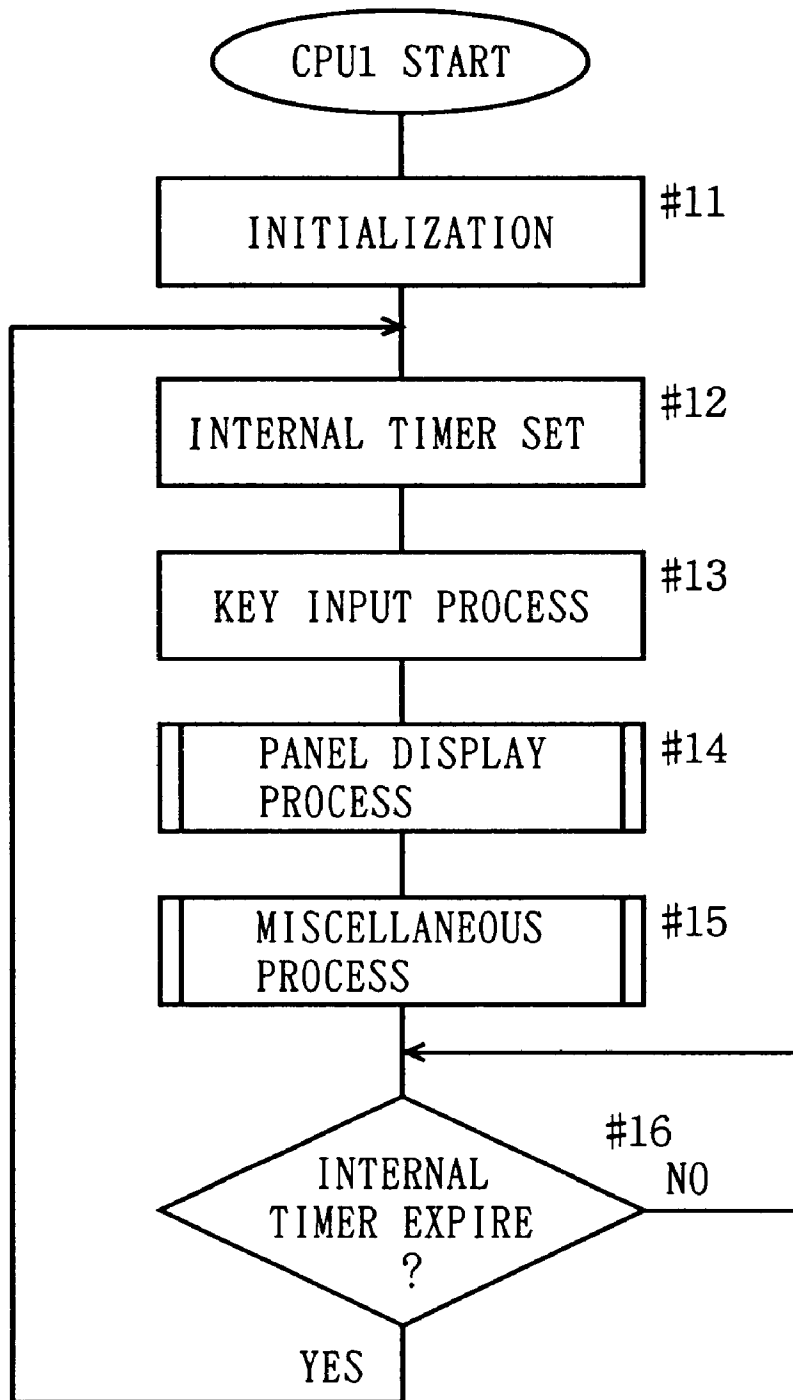 CPU1 START
INITIALIZATION
#11
INTERNAL TIMER SET
#12
KEY INPUT PROCESS
#13
PANEL DISPLAY
PROCESS
#14
MISCELLANEOUS
PROCESS
#15
#16
INTERNAL
TIMER EXPIRE
?
NO
YES